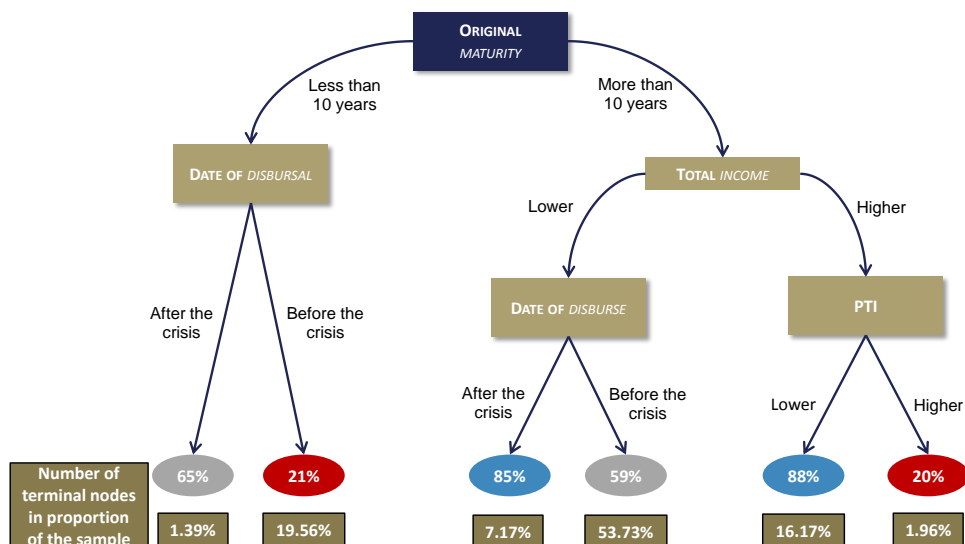 ORIGINAL
MATURITY
Less than
10 years
More than
10 years
DATE OF DISBURSAL
TOTAL INCOME
Lower
Higher
DATE OF DISBURSE
PTI
After the
crisis
Before the
crisis
After the
crisis
Before the
crisis
Lower
Higher
65%
21%
85%
59%
88%
20%
Number of
terminal nodes
in proportion
of the sample
1.39%
19.56%
7.17%
53.73%
16.17%
1.96%